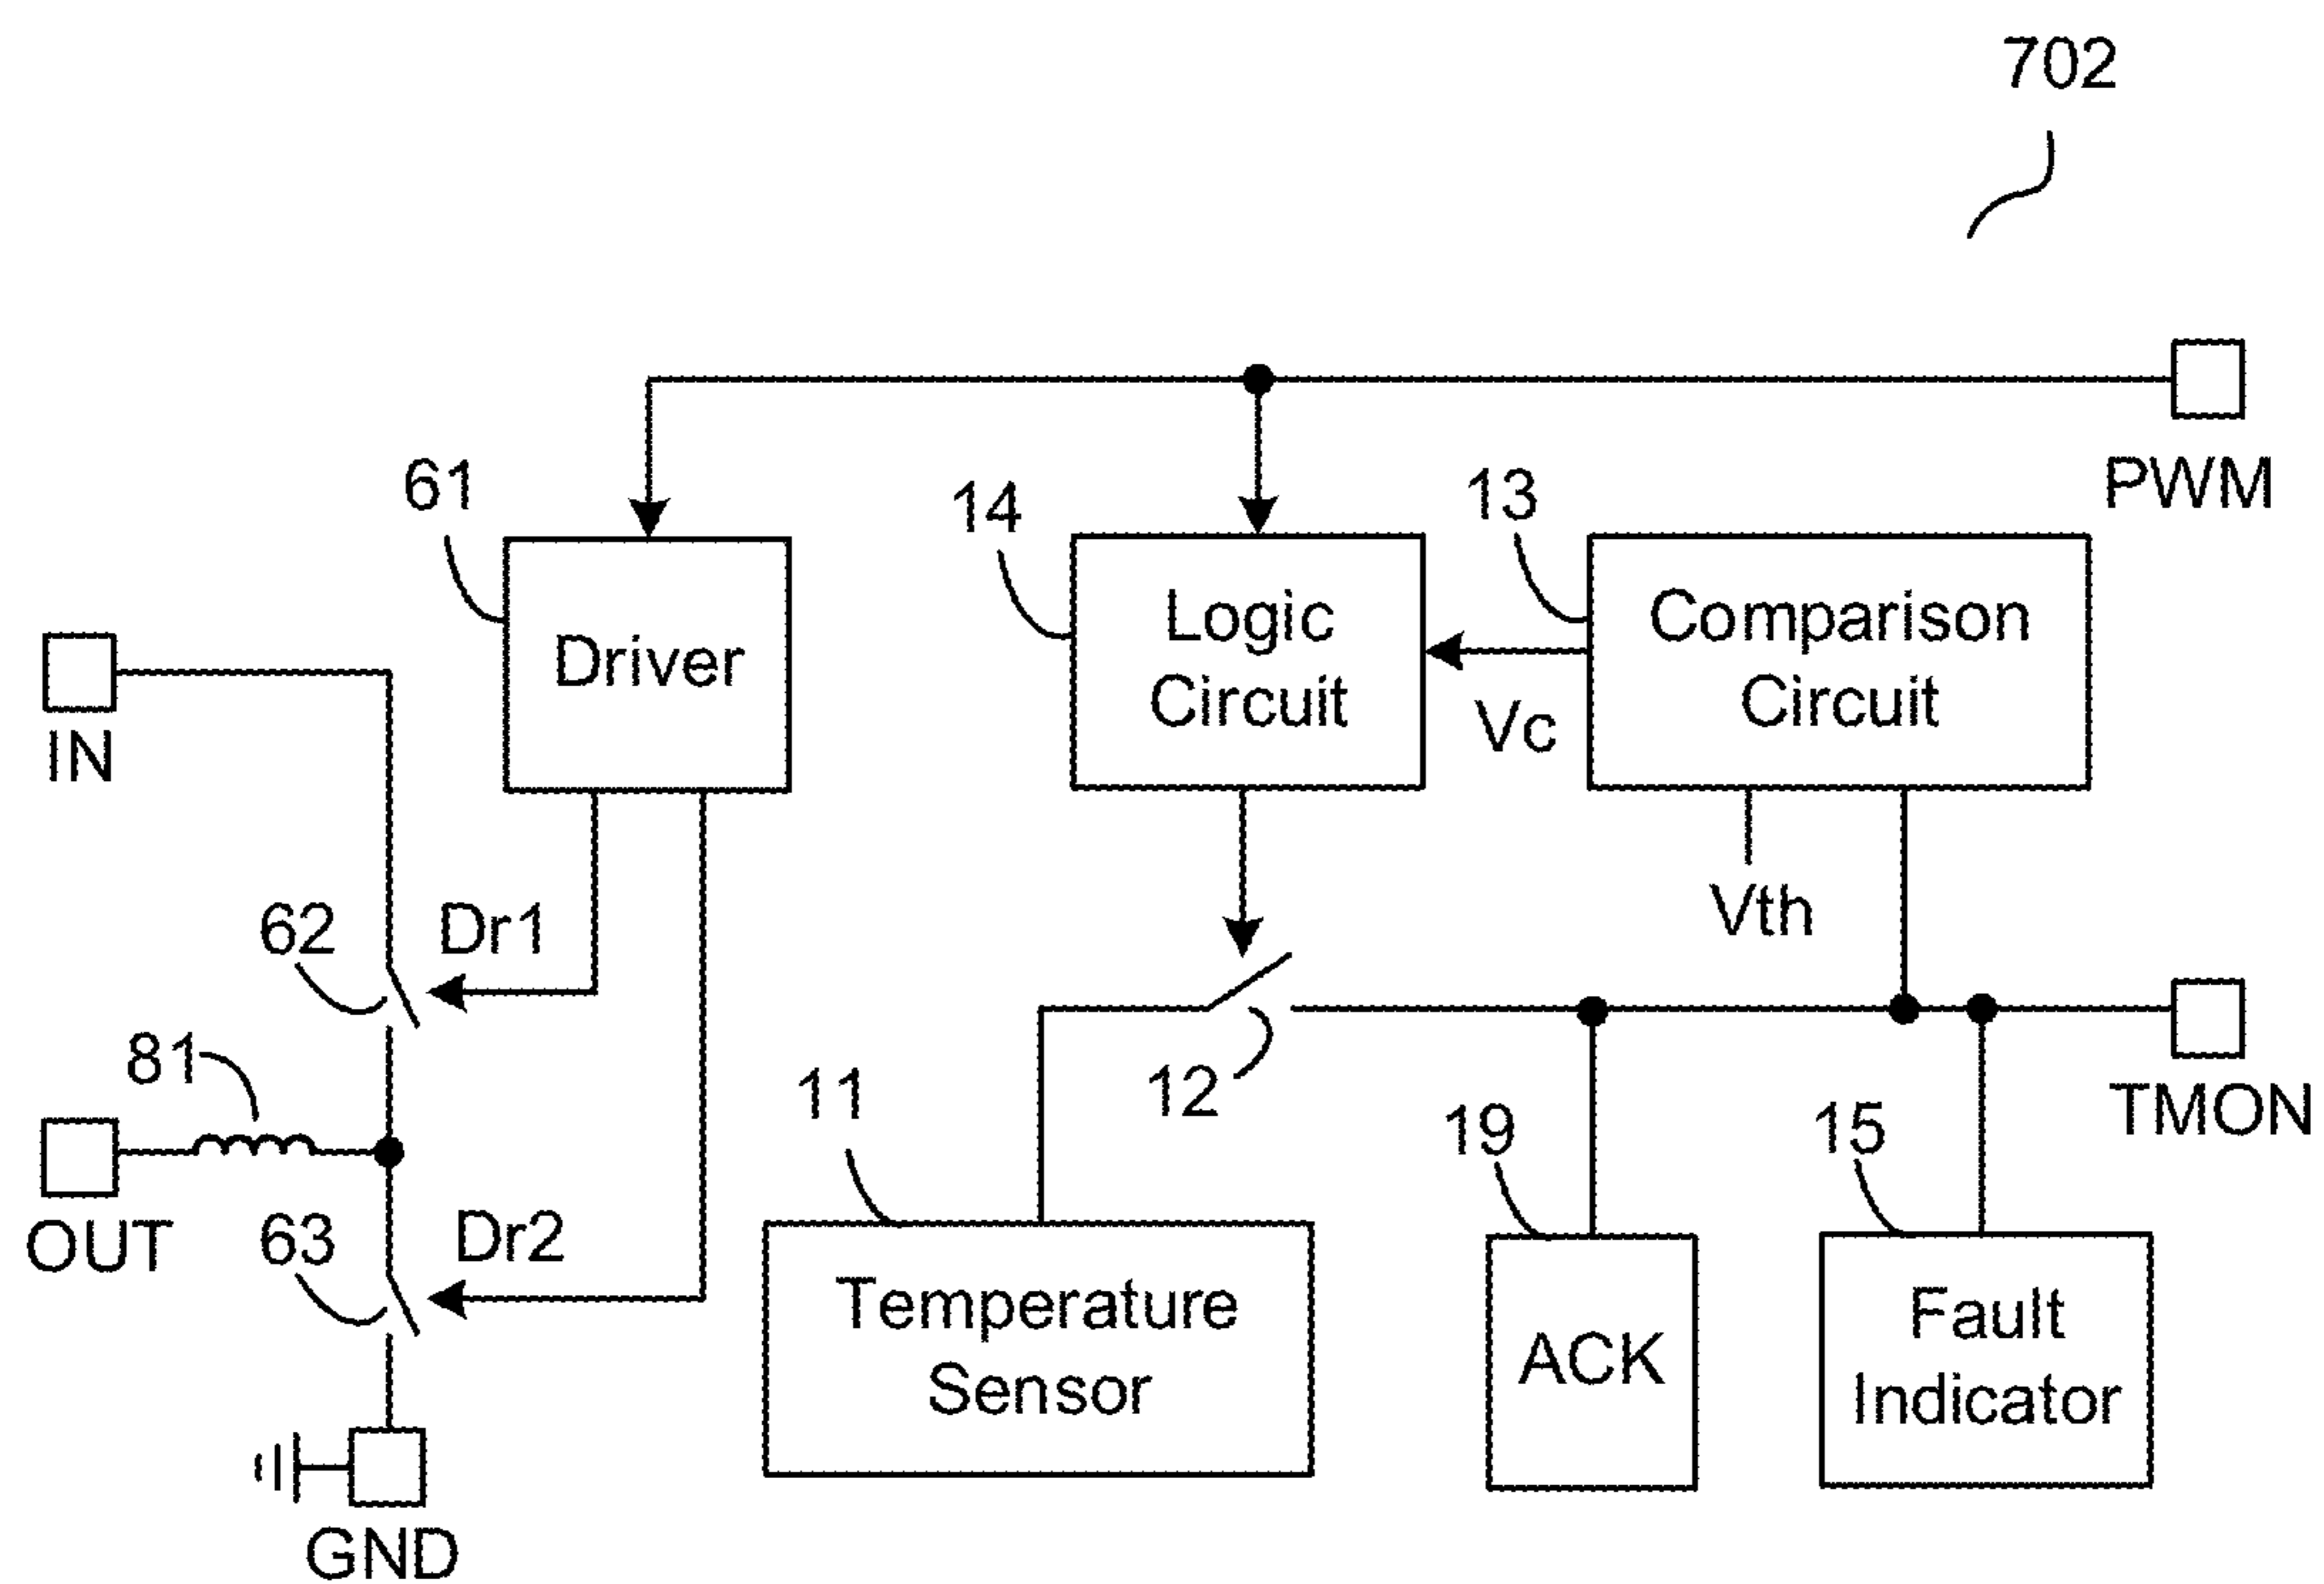 702
PWM
61
14
13
Driver
Logic
Circuit
Comparison
Circuit
IN
Vc
Vth
62
Dr1
81
11
12
19
15
TMON
OUT
63
Dr2
Temperature
Sensor
ACK
Fault
Indicator
GND